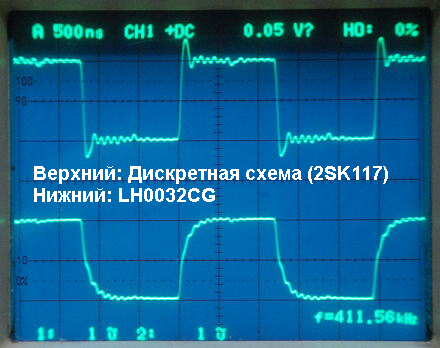 A 500ns CH1 +DC 0.05 V? HO: 0%
100
90
Верхний: Дискретная схема (2SK117)
Нижний: LH0032CG
10
0%
f=411.56kHz
1: 1 V 2: 1 V